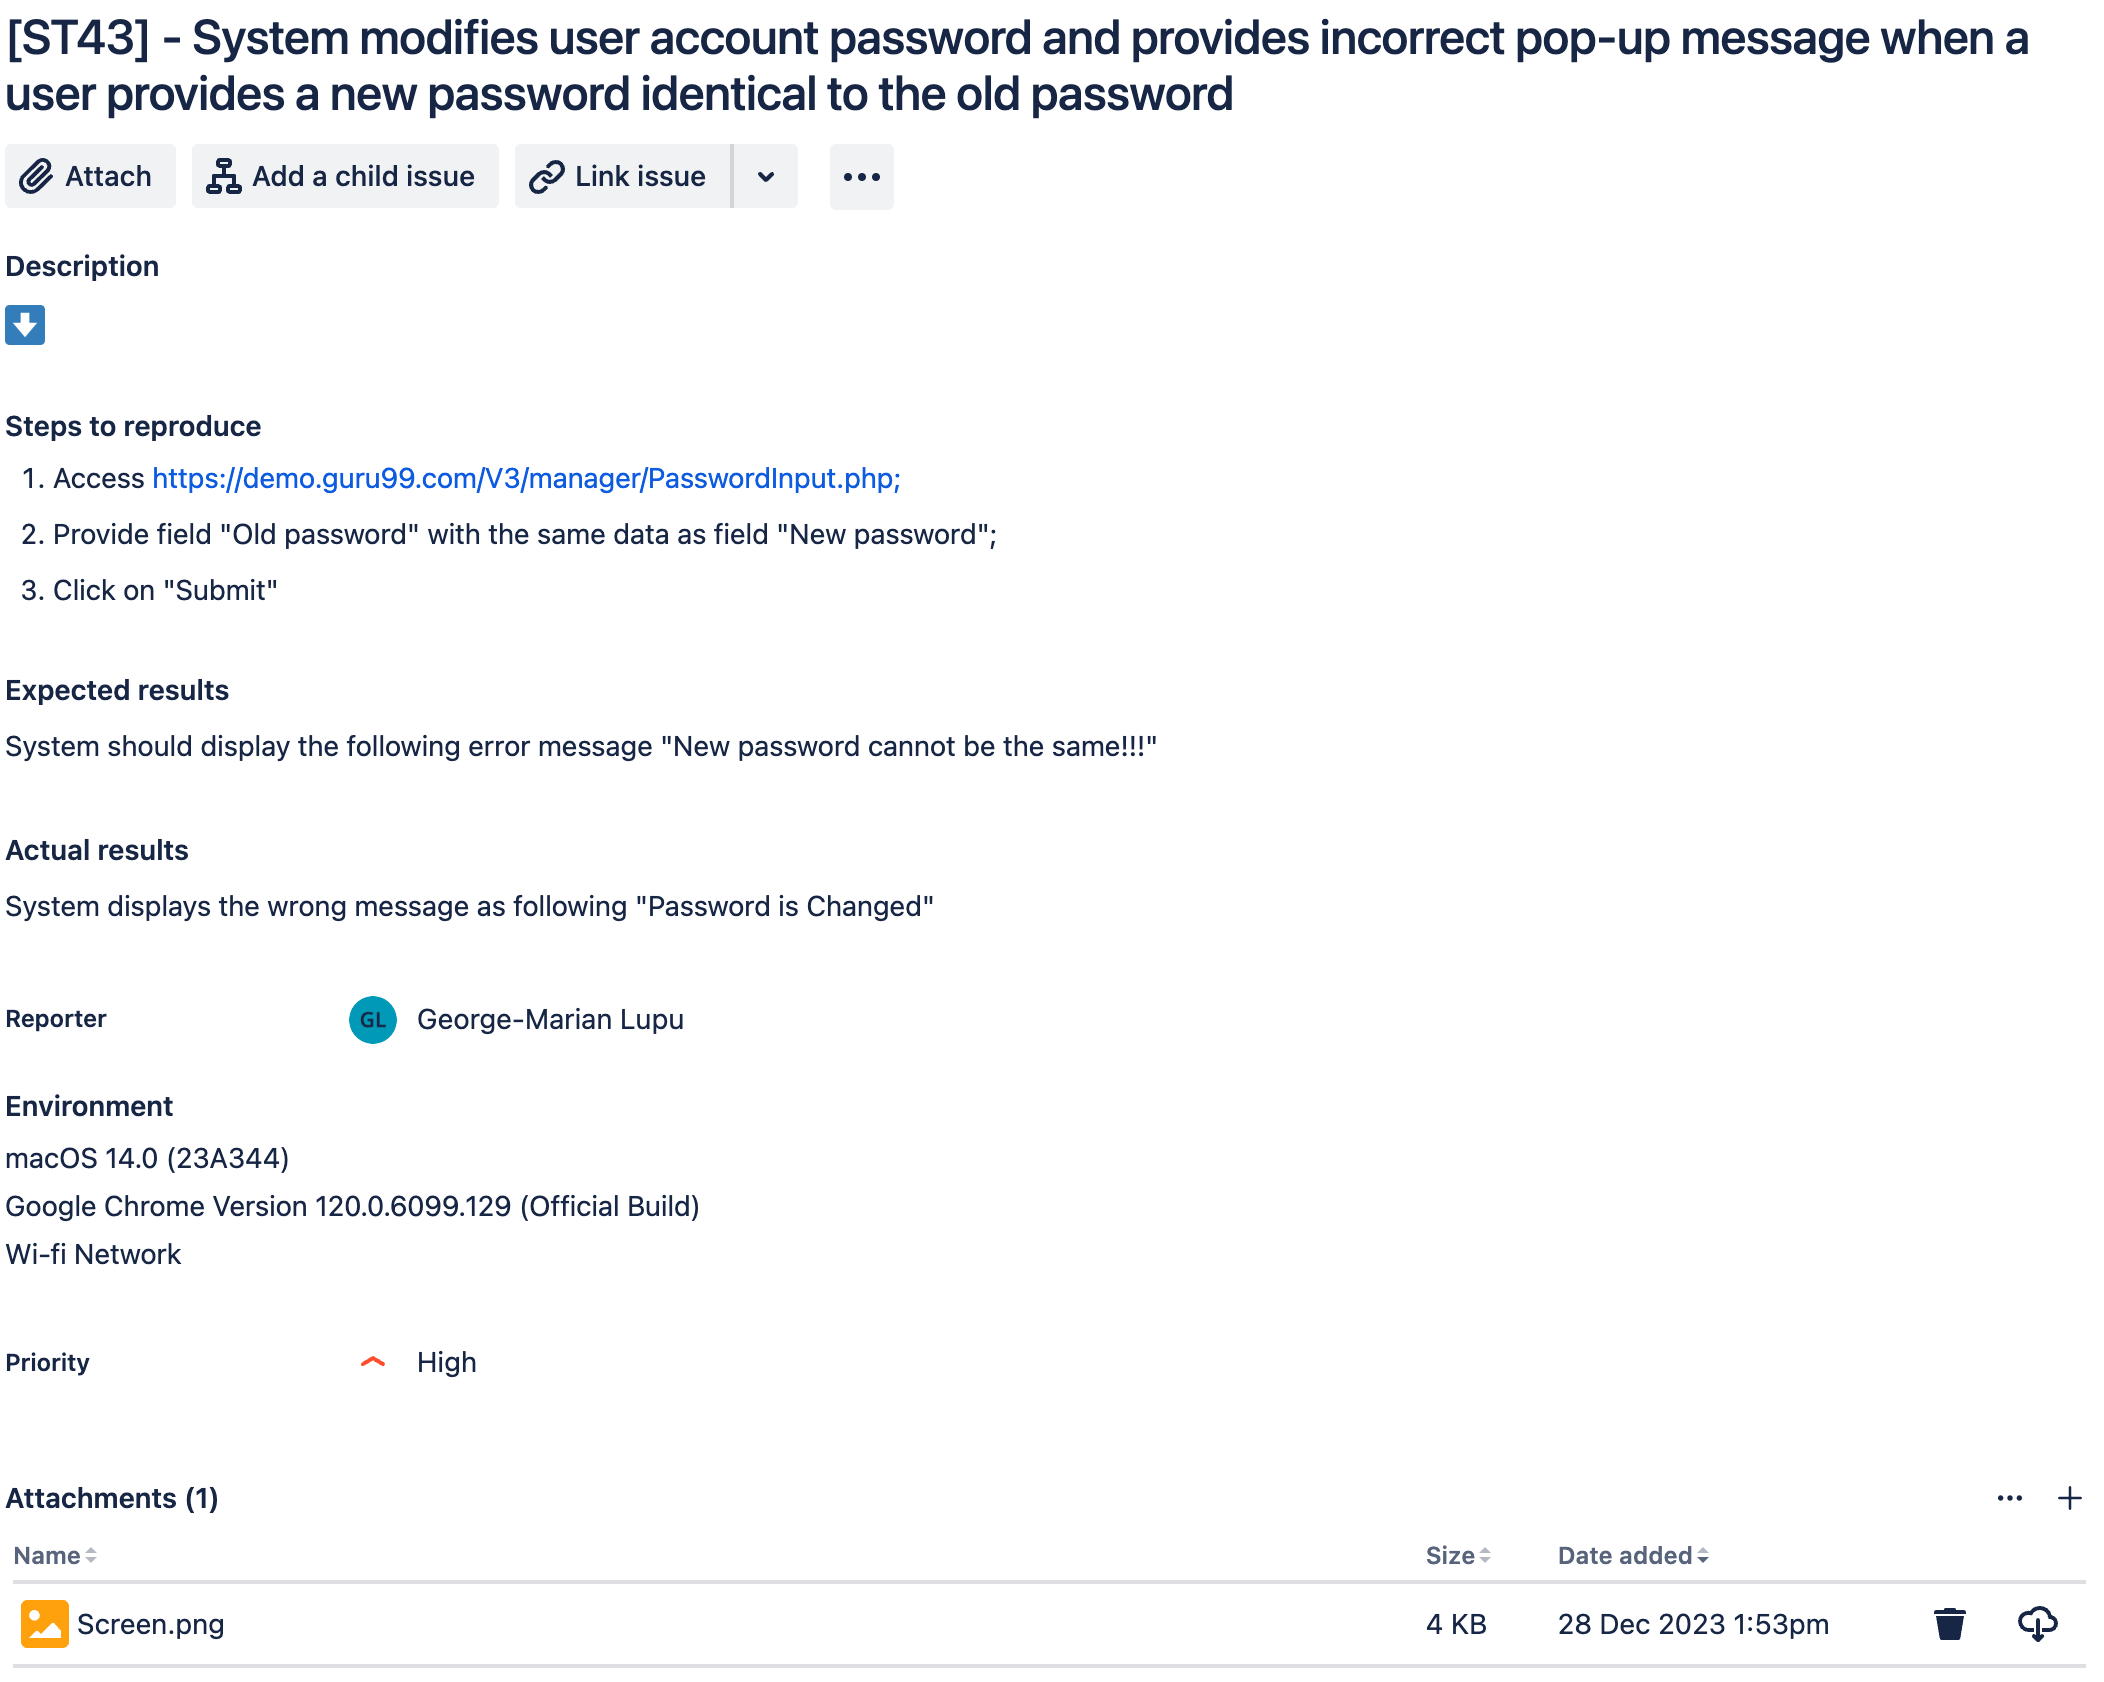 [ST43] - System modifies user account password and provides incorrect pop-up message when a
user provides a new password identical to the old password
Attach
Add a child issue
Link issue
Description
Steps to reproduce
1. Access https://demo.guru99.com/V3/manager/PasswordInput.php;
2. Provide field "Old password" with the same data as field "New password";
3. Click on "Submit"
Expected results
System should display the following error message "New password cannot be the same!!!"
Actual results
System displays the wrong message as following "Password is Changed"
Reporter GL George-Marian Lupu
Environment
macOS 14.0 (23A344)
Google Chrome Version 120.0.6099.129 (Official Build)
Wi-fi Network
Priority High
Attachments (1)
Name Size Date added
Screen.png 4 KB 28 Dec 2023 1:53pm